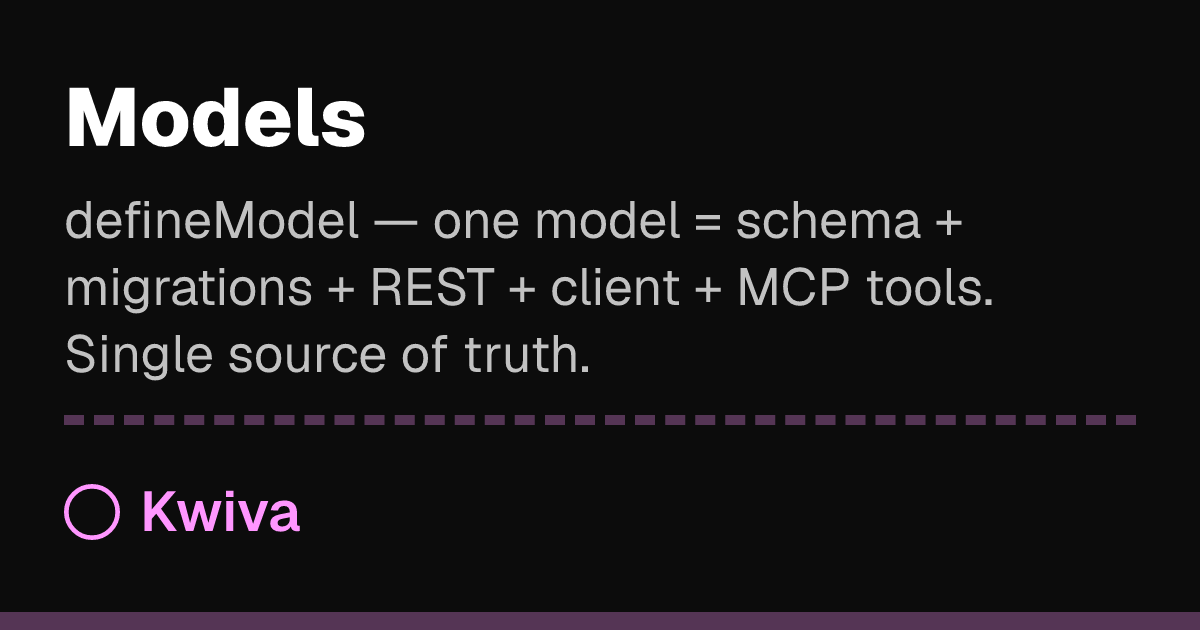 Models
defineModel — one model = schema +
migrations + REST + client + MCP tools.
Single source of truth.
Kwiva